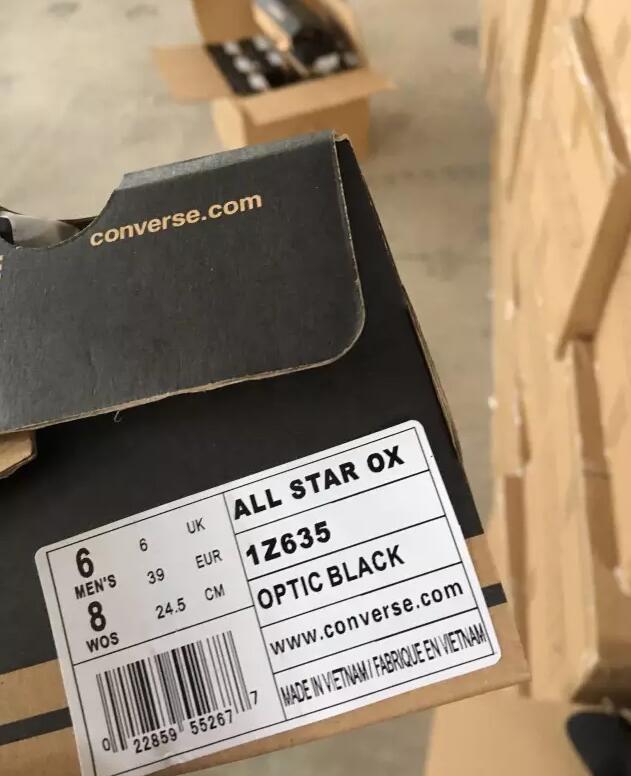 converse.com
ALL STAR OX
1Z635
OPTIC BLACK
www.converse.com
MADE IN VIETNAM / FABRIQUE EN VIETNAM
6 6 UK
MEN'S 39 EUR
8 24.5 CM
WOS
0 22859 55267 7